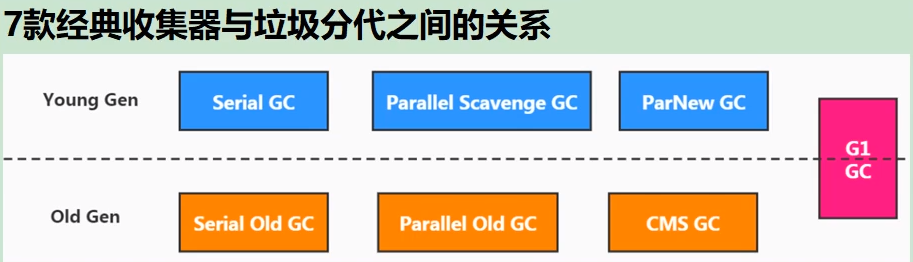 7款经典收集器与垃圾分代之间的关系
Young Gen
Serial GC
Parallel Scavenge GC
ParNew GC
G1
GC
Old Gen
Serial Old GC
Parallel Old GC
CMS GC